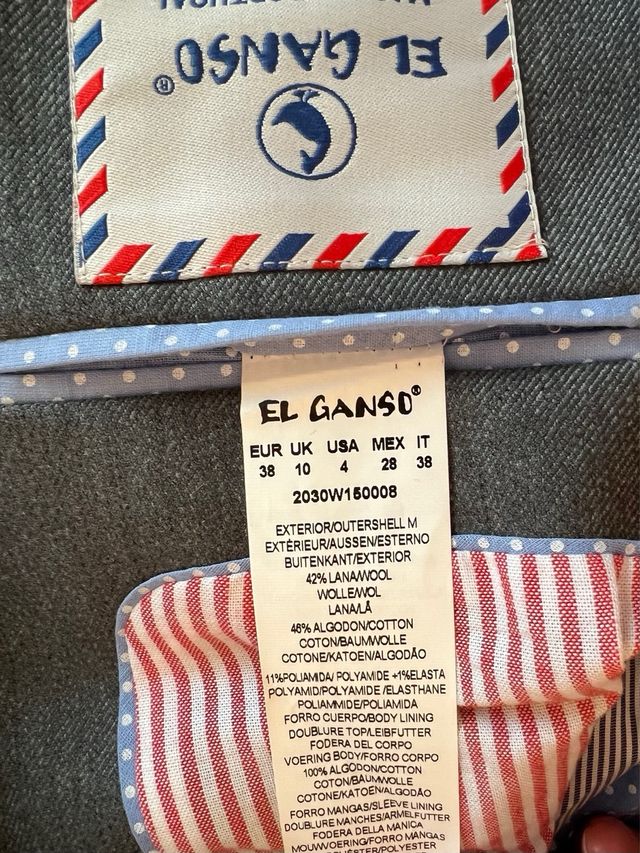 EL GANSO®
EL GANSO®
EUR UK USA MEX IT
38 10 4 28 38
2030W150008
EXTERIOR/OUTERSHELL M
EXTÈRIEUR/AUSSEN/ESTERNO
BUITENKANT/EXTERIOR
42% LANA/WOOL
WOLLE/WOL
LANA/LÃ
46% ALGODON/COTTON
COTON/BAUMWOLLE
COTONE/KATOEN/ALGODÃO
11%POLIAMIDA/ POLYAMIDE +1%ELASTA
POLYAMID/POLYAMIDE /ELASTHANE
POLIAMMIDE/POLIAMIDA
FORRO CUERPO/BODY LINING
DOUBLURE TOP/LEIBFUTTER
FODERA DEL CORPO
VOERING BODY/FORRO CORPO
100% ALGODON/COTTON
COTON/BAUMWOLLE
COTONE/KATOEN/ALGODÃO
FORRO MANGAS/SLEEVE LINING
DOUBLURE MANCHES/ARMELFUTTER
FODERA DELLA MANICA
MOUWVOERING/FORRO MANGAS